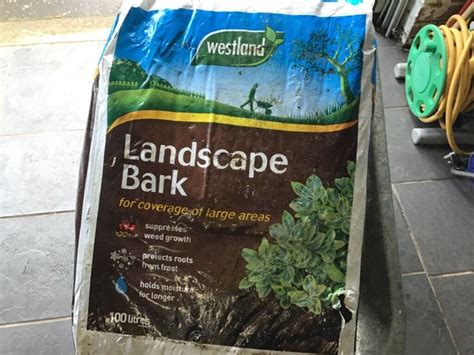 westland
Landscape
Bark
for coverage of large areas
suppresses
weed growth
protects roots
from frost
holds moisture
for longer
100 litres